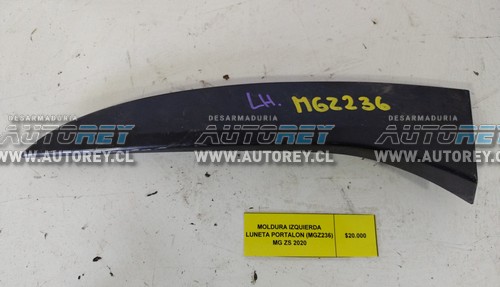 LH. MGZ236
DESARMADURIA DESARMADURIA DESARMADURIA
AUTOREY AUTOREY AUTOREY
WWW.AUTOREY.CL WWW.AUTOREY.CL WWW.AUTOREY.CL
MOLDURA IZQUIERDA
LUNETA PORTALON (MGZ236) $20.000
MG ZS 2020